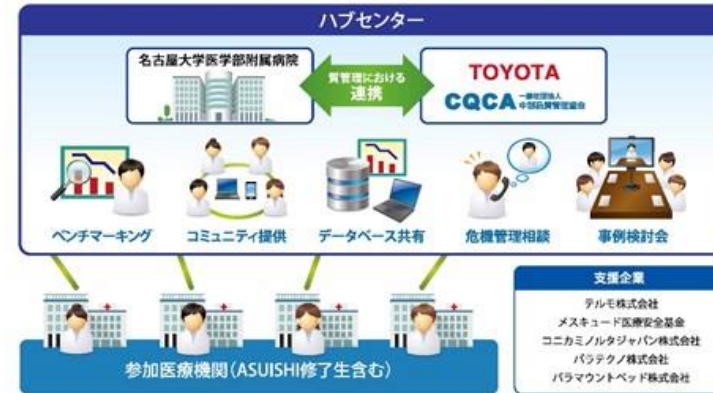 ハブセンター
名古屋大学医学部附属病院
質管理における
連携
TOYOTA
CQCA 一般社団法人
中部品質管理協会
ベンチマーキング
コミュニティ提供
データベース共有
危機管理相談
事例検討会
支援企業
テルモ株式会社
メスキュード医療安全基金
コニカミノルタジャパン株式会社
パラテクノ株式会社
パラマウントベッド株式会社
参加医療機関(ASUISHI修了生含む)